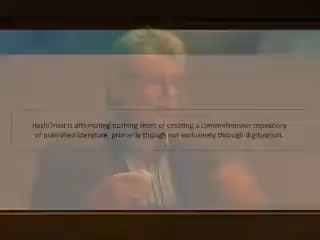 HathiTrust is attempting nothing short of creating a comprehensive repository
of published literature, primarily though not exclusively through digitization.